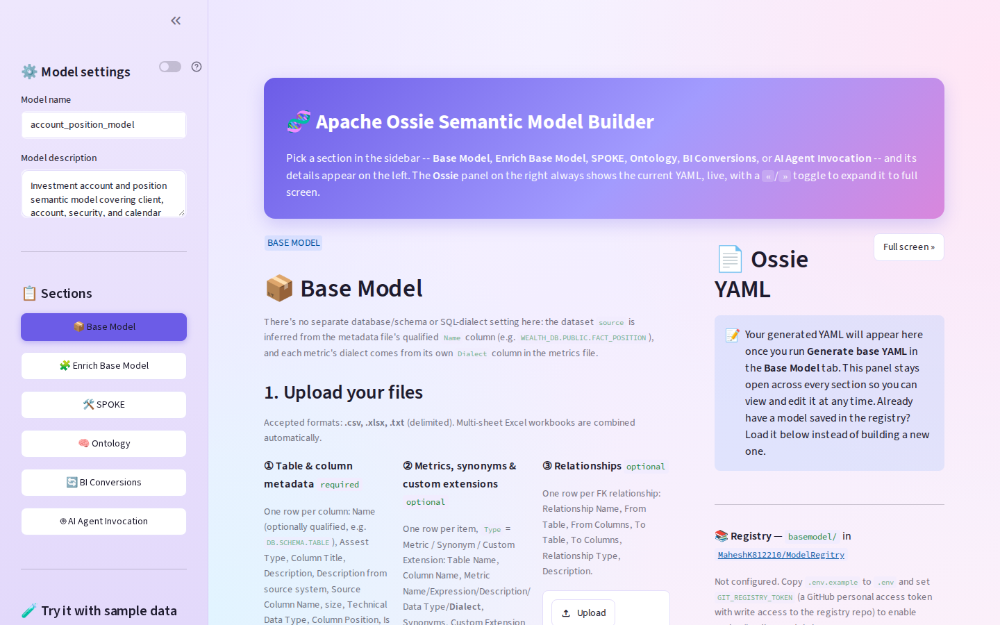 Model settings
Model name
account_position_model
Model description
Investment account and position
semantic model covering client,
account, security, and calendar
Sections
Base Model
Enrich Base Model
SPOKE
Ontology
BI Conversions
AI Agent Invocation
Try it with sample data
Apache Ossie Semantic Model Builder
Pick a section in the sidebar -- Base Model, Enrich Base Model, SPOKE, Ontology, BI Conversions, or AI Agent Invocation -- and its
details appear on the left. The Ossie panel on the right always shows the current YAML, live, with a « / » toggle to expand it to full
screen.
BASE MODEL
Base Model
There's no separate database/schema or SQL-dialect setting here: the dataset source is
inferred from the metadata file's qualified Name column (e.g. WEALTH_DB.PUBLIC.FACT_POSITION ),
and each metric's dialect comes from its own Dialect column in the metrics file.
1. Upload your files
Accepted formats: .csv, .xlsx, .txt (delimited). Multi-sheet Excel workbooks are combined
automatically.
① Table & column
metadata required
One row per column: Name
(optionally qualified, e.g.
DB.SCHEMA.TABLE ), Assest
Type, Column Title,
Description, Description from
source system, Source
Column Name, size, Technical
Data Type, Column Position, Is
② Metrics, synonyms &
custom extensions
optional
One row per item, Type =
Metric / Synonym / Custom
Extension: Table Name,
Column Name, Metric
Name/Expression/Description/
Data Type/Dialect,
Synonyms, Custom Extension
③ Relationships optional
One row per FK relationship:
Relationship Name, From
Table, From Columns, To
Table, To Columns,
Relationship Type,
Description.
Upload
Full screen »
Ossie
YAML
Your generated YAML will appear here
once you run Generate base YAML in
the Base Model tab. This panel stays
open across every section so you can
view and edit it at any time. Already
have a model saved in the registry?
Load it below instead of building a new
one.
Registry — basemodel/ in
MaheshK812210/ModelRegitry
Not configured. Copy .env.example to .env and set
GIT_REGISTRY_TOKEN (a GitHub personal access token
with write access to the registry repo) to enable